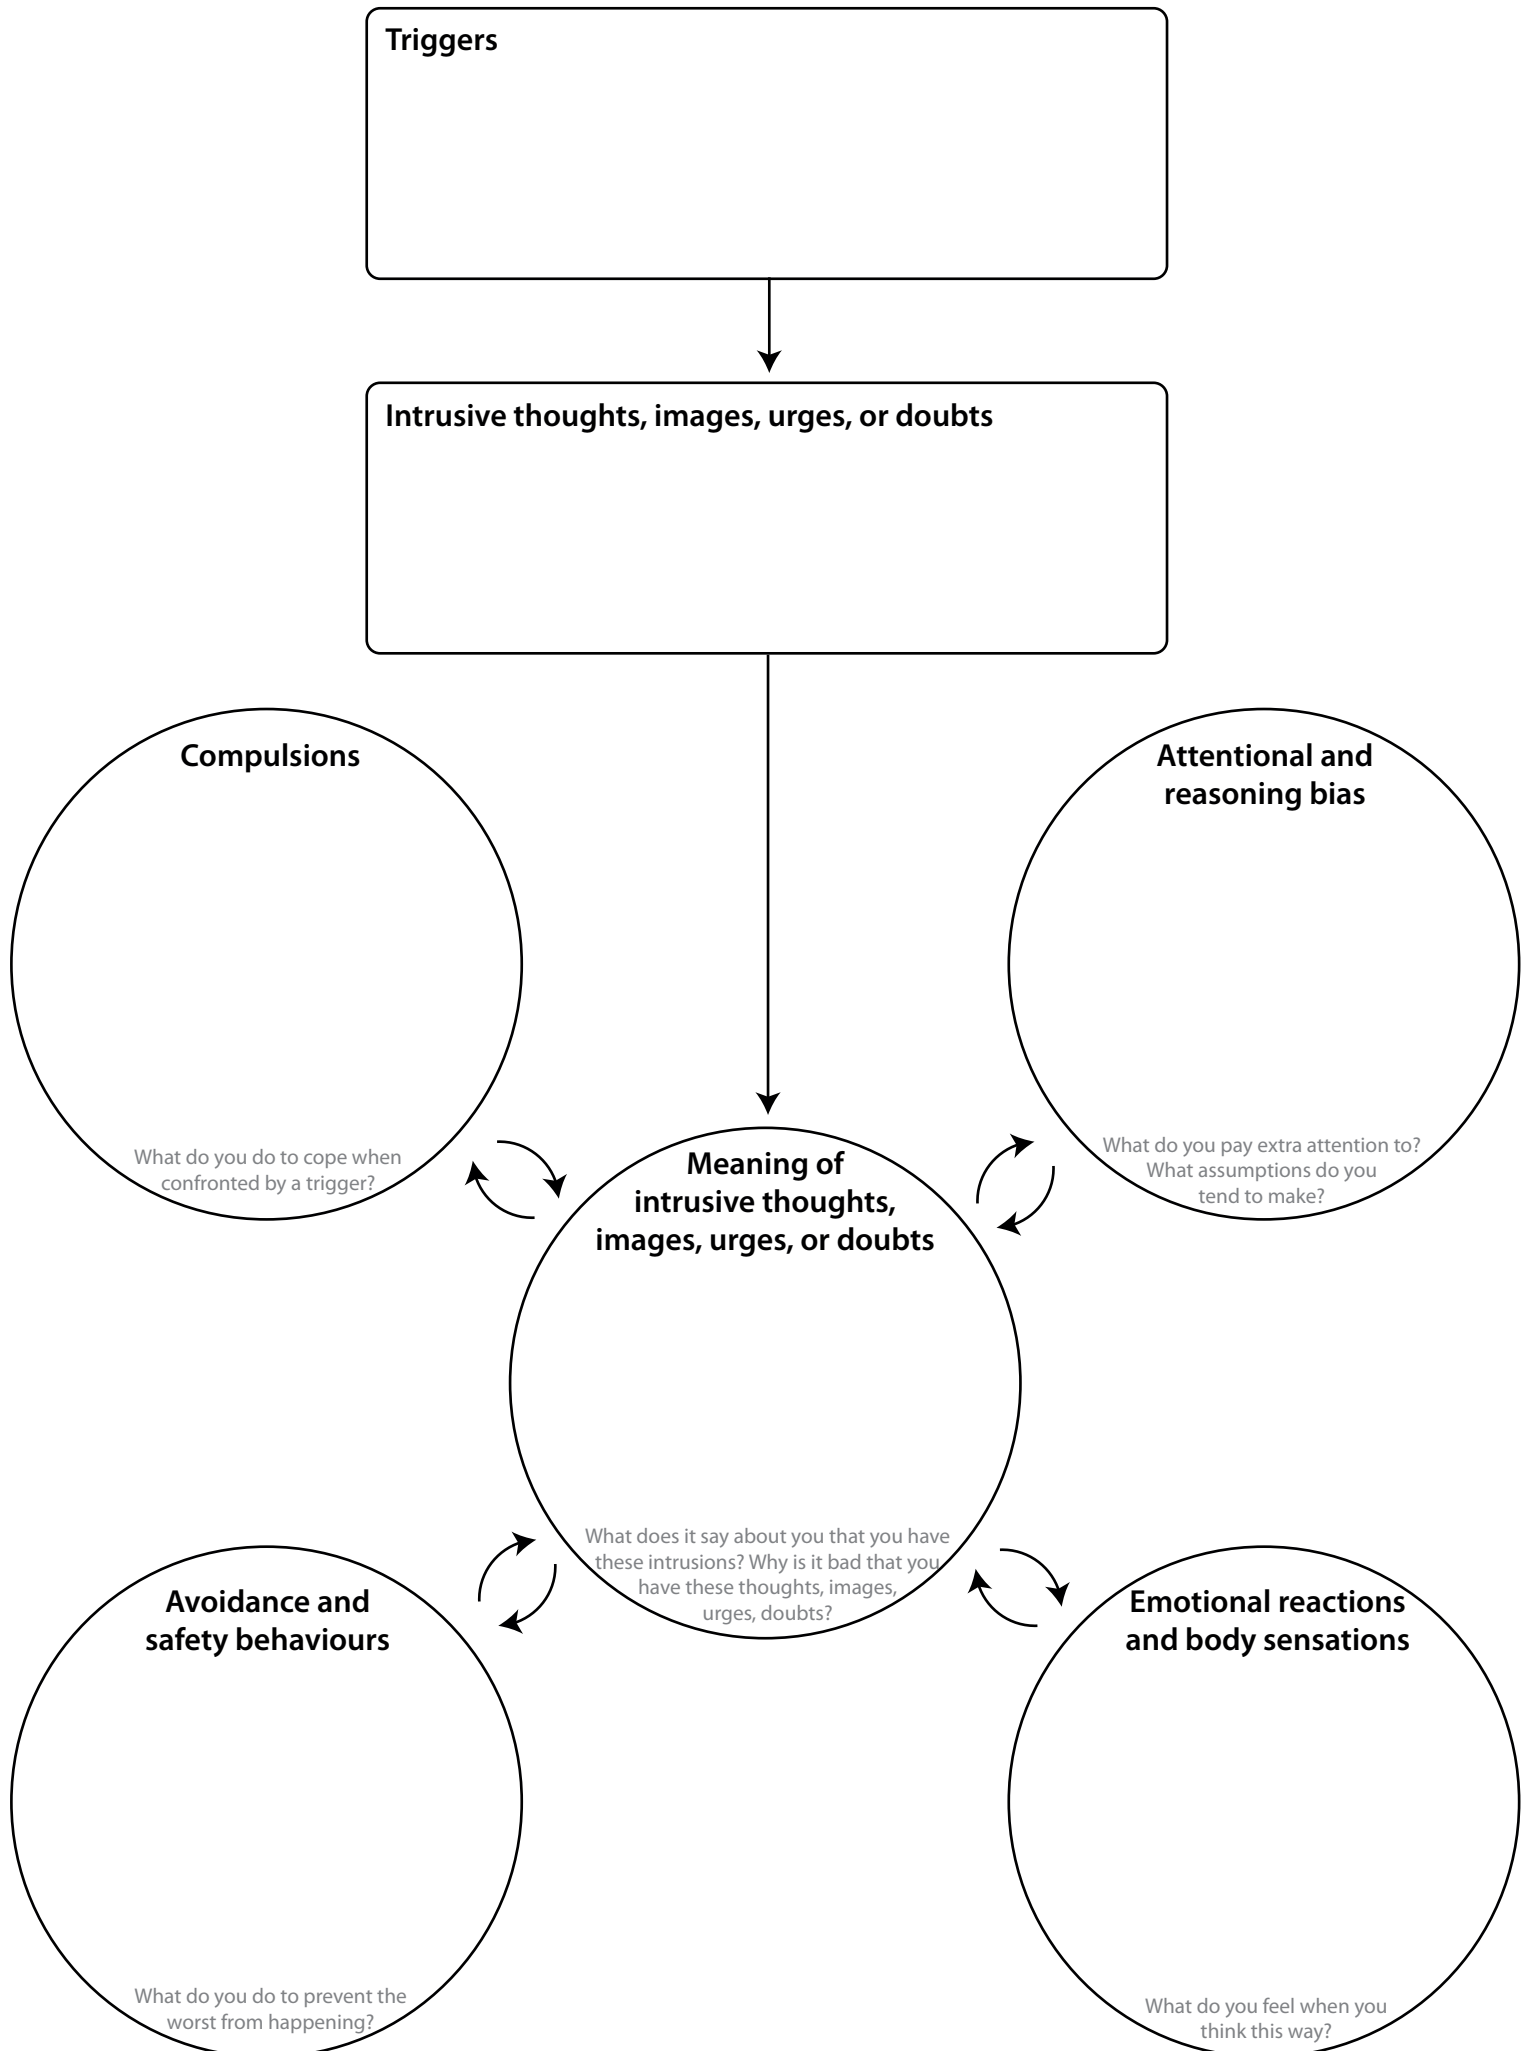 Triggers
Intrusive thoughts, images, urges, or doubts
Compulsions
What do you do to cope when
confronted by a trigger?
Attentional and
reasoning bias
What do you pay extra attention to?
What assumptions do you
tend to make?
Meaning of
intrusive thoughts,
images, urges, or doubts
What does it say about you that you have
these intrusions? Why is it bad that you
have these thoughts, images,
urges, doubts?
Avoidance and
safety behaviours
What do you do to prevent the
worst from happening?
Emotional reactions
and body sensations
What do you feel when you
think this way?